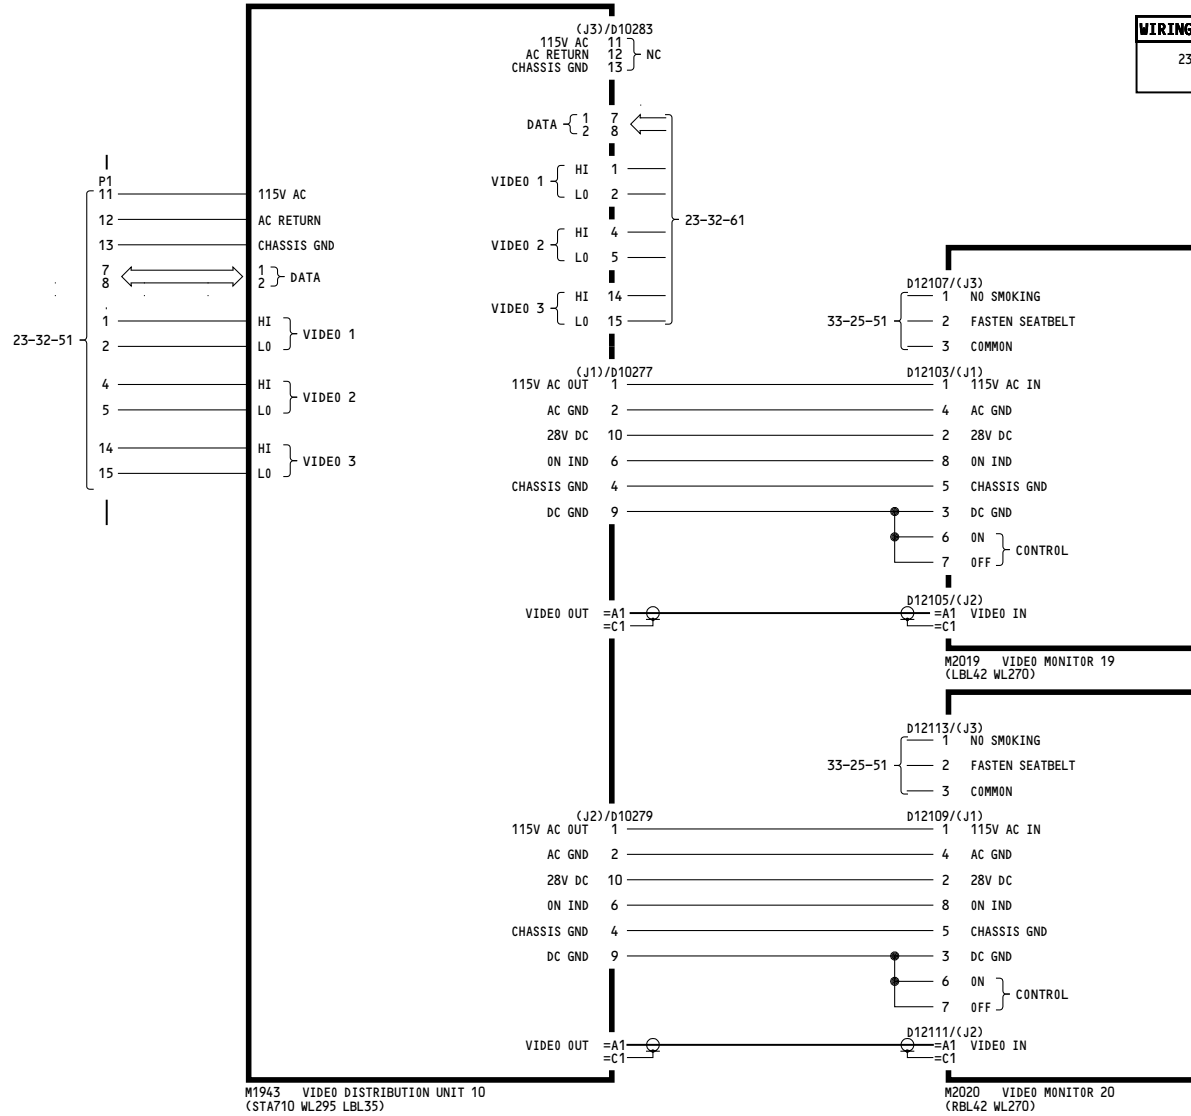 WIRING
23
(J3)/D10283
115V AC 11
AC RETURN 12 NC
CHASSIS GND 13
DATA 1 7
2 8
HI 1
VIDEO 1
LO 2
HI 4
VIDEO 2
LO 5
HI 14
VIDEO 3
LO 15
23-32-61
P1
11 115V AC
12 AC RETURN
13 CHASSIS GND
7 1
8 2 DATA
1 HI
VIDEO 1
2 LO
4 HI
VIDEO 2
5 LO
14 HI
VIDEO 3
15 LO
23-32-51
D12107/(J3)
1 NO SMOKING
33-25-51 2 FASTEN SEATBELT
3 COMMON
(J1)/D10277 D12103/(J1)
115V AC OUT 1 1 115V AC IN
AC GND 2 4 AC GND
28V DC 10 2 28V DC
ON IND 6 8 ON IND
CHASSIS GND 4 5 CHASSIS GND
DC GND 9 3 DC GND
6 ON
CONTROL
7 OFF
D12105/(J2)
VIDEO OUT =A1 =A1 VIDEO IN
=C1 =C1
M2019 VIDEO MONITOR 19
(LBL42 WL270)
D12113/(J3)
1 NO SMOKING
33-25-51 2 FASTEN SEATBELT
3 COMMON
(J2)/D10279 D12109/(J1)
115V AC OUT 1 1 115V AC IN
AC GND 2 4 AC GND
28V DC 10 2 28V DC
ON IND 6 8 ON IND
CHASSIS GND 4 5 CHASSIS GND
DC GND 9 3 DC GND
6 ON
CONTROL
7 OFF
D12111/(J2)
VIDEO OUT =A1 =A1 VIDEO IN
=C1 =C1
M1943 VIDEO DISTRIBUTION UNIT 10
(STA710 WL295 LBL35)
M2020 VIDEO MONITOR 20
(RBL42 WL270)